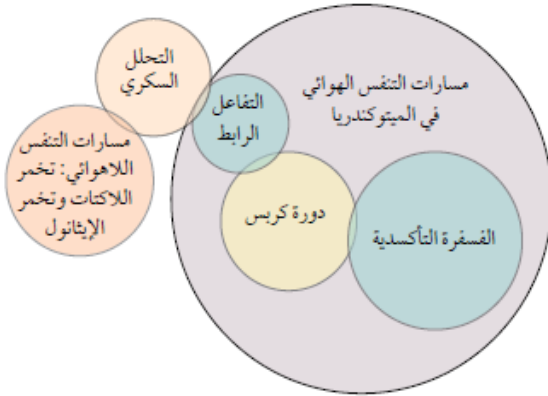 التحلل
السكري
مسارات التنفس الهوائي
في الميتوكندريا
التفاعل
الرابط
مسارات التنفس
اللاهوائي: تخمر
اللاكتات وتخمر
الإيثانول
دورة كربس
الفسفرة التأكسدية